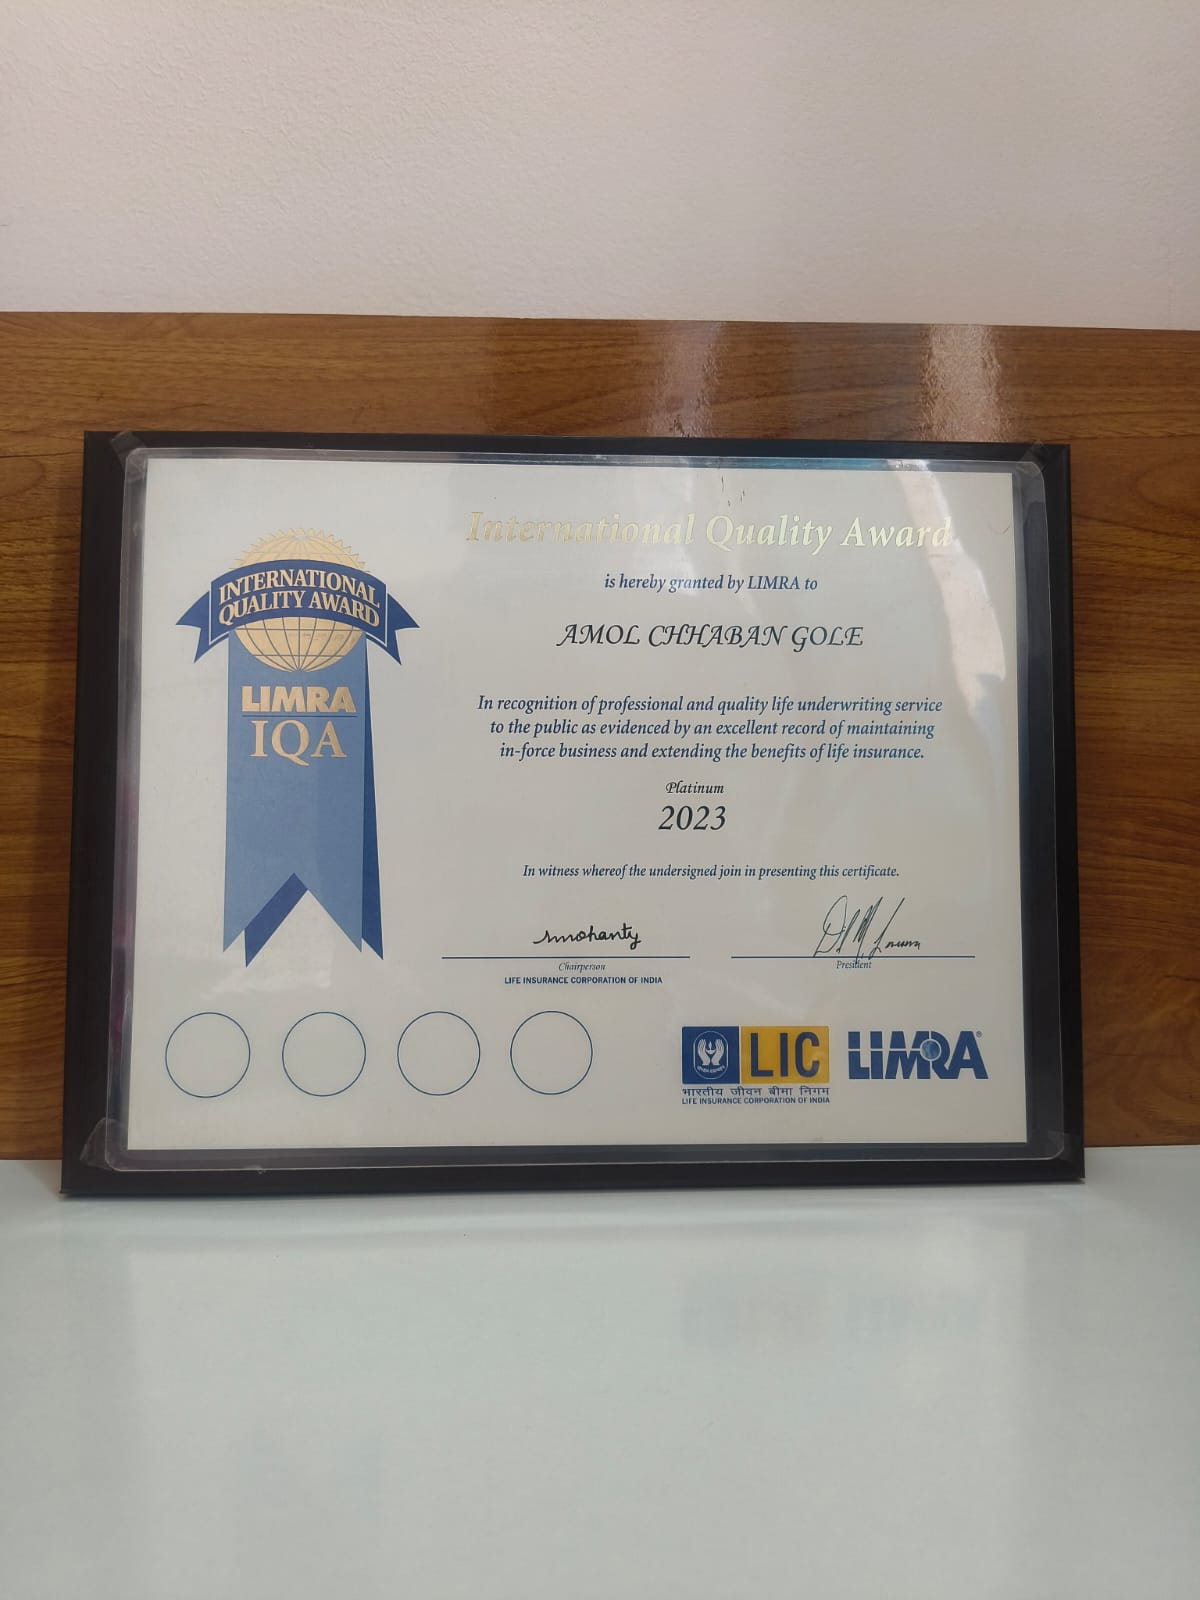 International Quality Award
is hereby granted by LIMRA to
AMOL CHHABAN GOLE
In recognition of professional and quality life underwriting service
to the public as evidenced by an excellent record of maintaining
in-force business and extending the benefits of life insurance.
Platinum
2023
In witness whereof the undersigned join in presenting this certificate.
Chairperson
LIFE INSURANCE CORPORATION OF INDIA
President
INTERNATIONAL
QUALITY AWARD
LIMRA
IQA
LIC
भारतीय जीवन बीमा निगम
LIFE INSURANCE CORPORATION OF INDIA
LIMRA®